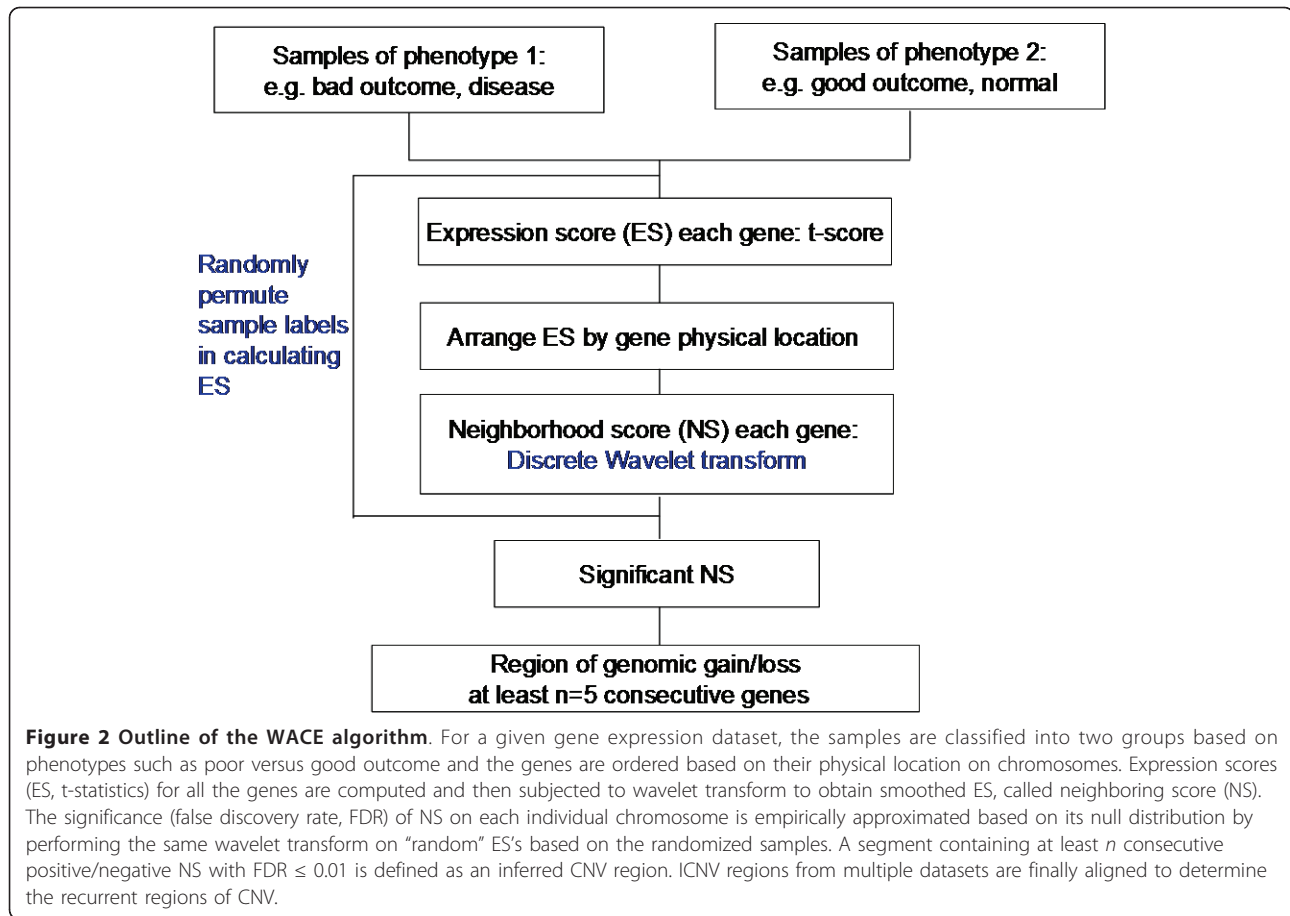 Samples of phenotype 1:
e.g. bad outcome, disease
Samples of phenotype 2:
e.g. good outcome, normal
Expression score (ES) each gene: t-score
Randomly
permute
sample labels
in calculating
ES
Arrange ES by gene physical location
Neighborhood score (NS) each gene:
Discrete Wavelet transform
Significant NS
Region of genomic gain/loss
at least n=5 consecutive genes
Figure 2 Outline of the WACE algorithm. For a given gene expression dataset, the samples are classified into two groups based on
phenotypes such as poor versus good outcome and the genes are ordered based on their physical location on chromosomes. Expression scores
(ES, t-statistics) for all the genes are computed and then subjected to wavelet transform to obtain smoothed ES, called neighboring score (NS).
The significance (false discovery rate, FDR) of NS on each individual chromosome is empirically approximated based on its null distribution by
performing the same wavelet transform on “random” ES's based on the randomized samples. A segment containing at least n consecutive
positive/negative NS with FDR ≤ 0.01 is defined as an inferred CNV region. ICNV regions from multiple datasets are finally aligned to determine
the recurrent regions of CNV.